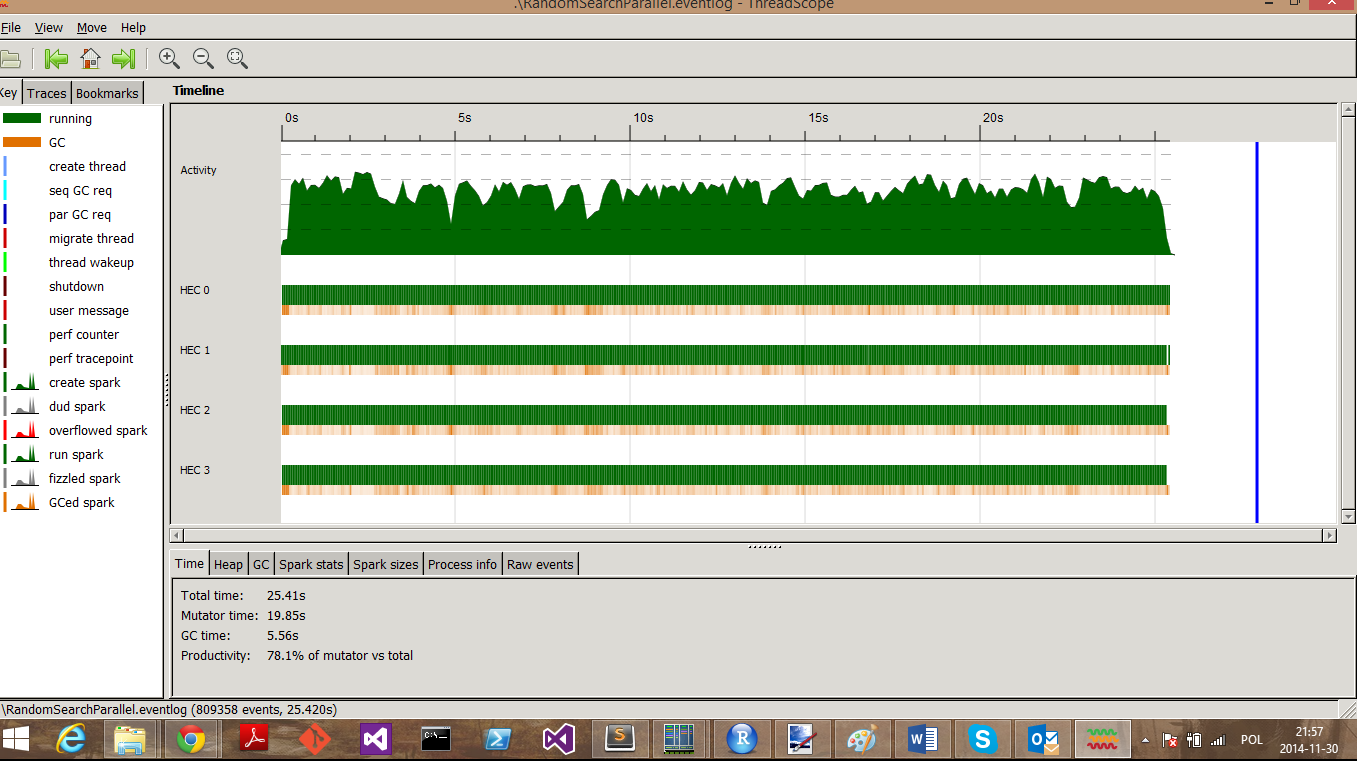 .\RandomSearchParallel.eventlog - ThreadScope
File View Move Help
Key Traces Bookmarks
Timeline
running
GC
create thread
seq GC req
par GC req
migrate thread
thread wakeup
shutdown
user message
perf counter
perf tracepoint
create spark
dud spark
overflowed spark
run spark
fizzled spark
GCed spark
0s 5s 10s 15s 20s
Activity
HEC 0
HEC 1
HEC 2
HEC 3
Time Heap GC Spark stats Spark sizes Process info Raw events
Total time: 25.41s
Mutator time: 19.85s
GC time: 5.56s
Productivity: 78.1% of mutator vs total
\RandomSearchParallel.eventlog (809358 events, 25.420s)
C:\_
S
R
W
S
O
POL
21:57
2014-11-30